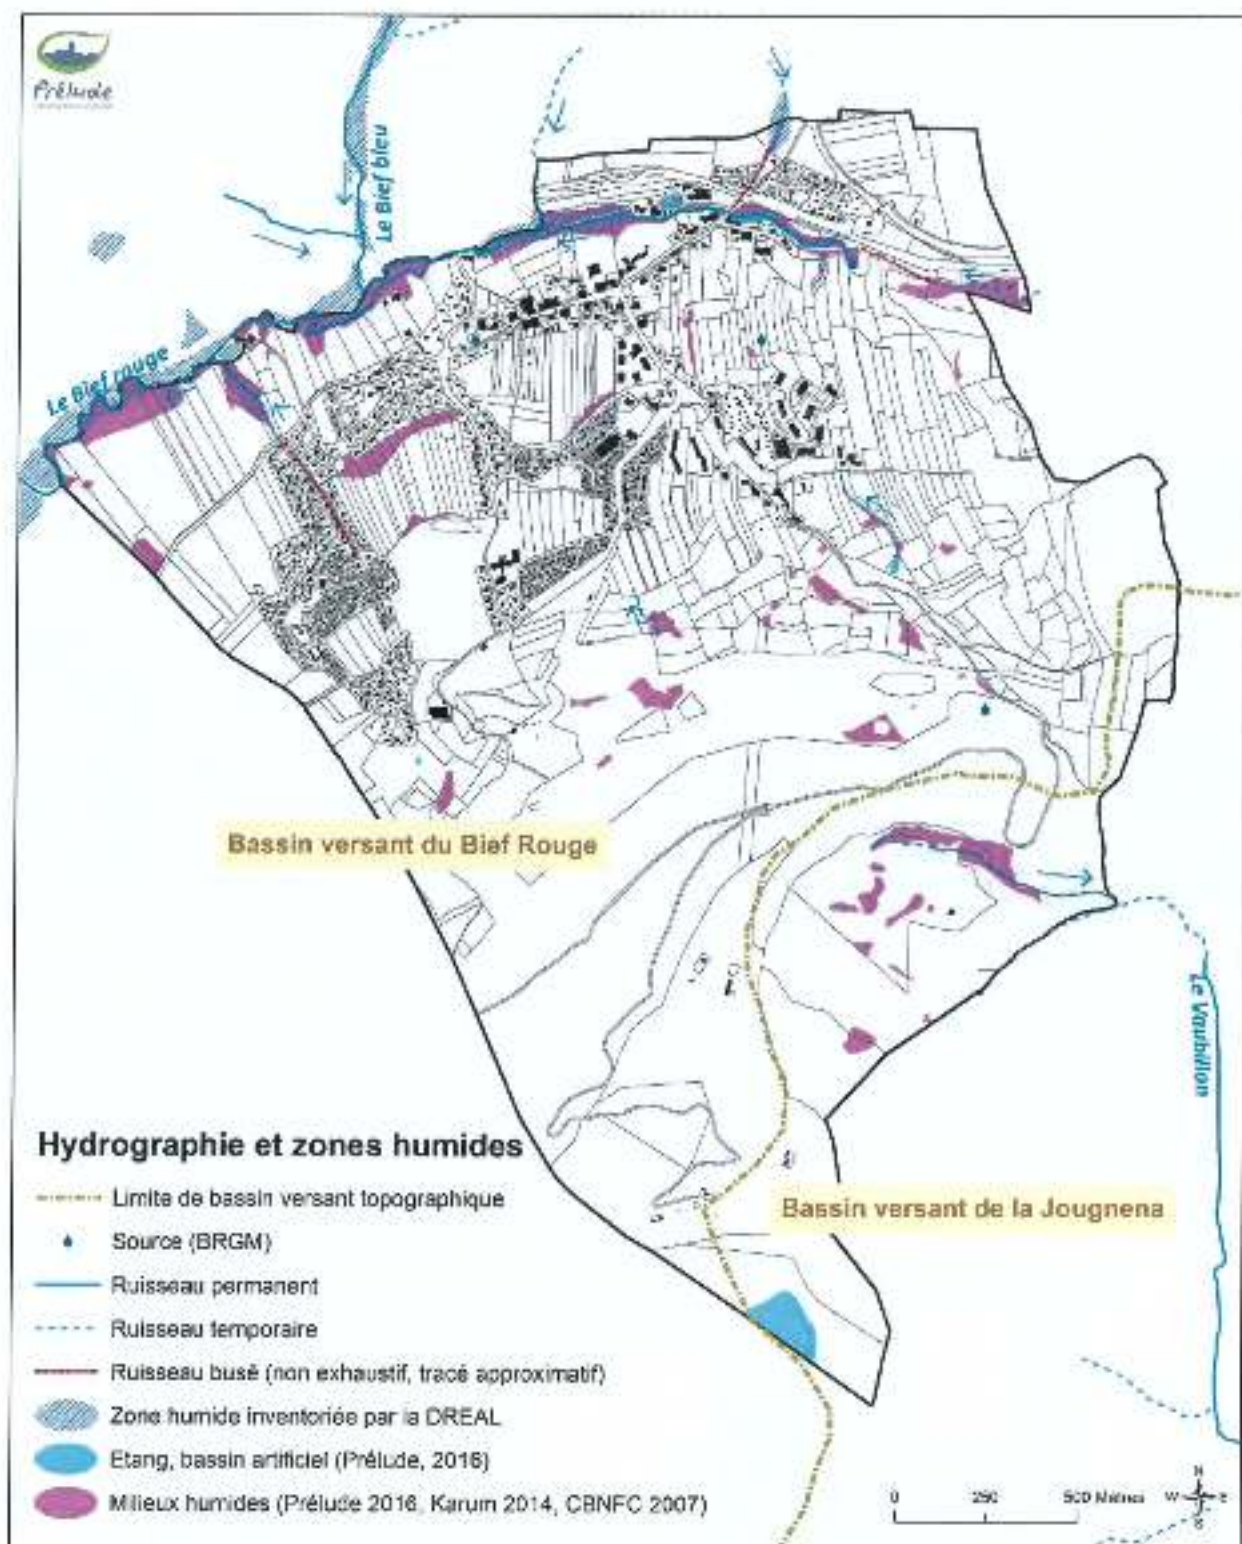 Prélude
Le Bief bleu
Le Bief rouge
Bassin versant du Bief Rouge
Le Vaubillon
Bassin versant de la Jougnena
Hydrographie et zones humides
Limite de bassin versant topographique
Source (BRGM)
Ruisseau permanent
Ruisseau temporaire
Ruisseau busé (non exhaustif, tracé approximatif)
Zone humide inventoriée par la DREAL
Etang, bassin artificiel (Prélude, 2016)
Milieux humides (Prélude 2016, Karum 2014, CBNFC 2007)
0 250 500 Mètres
N
W E
S